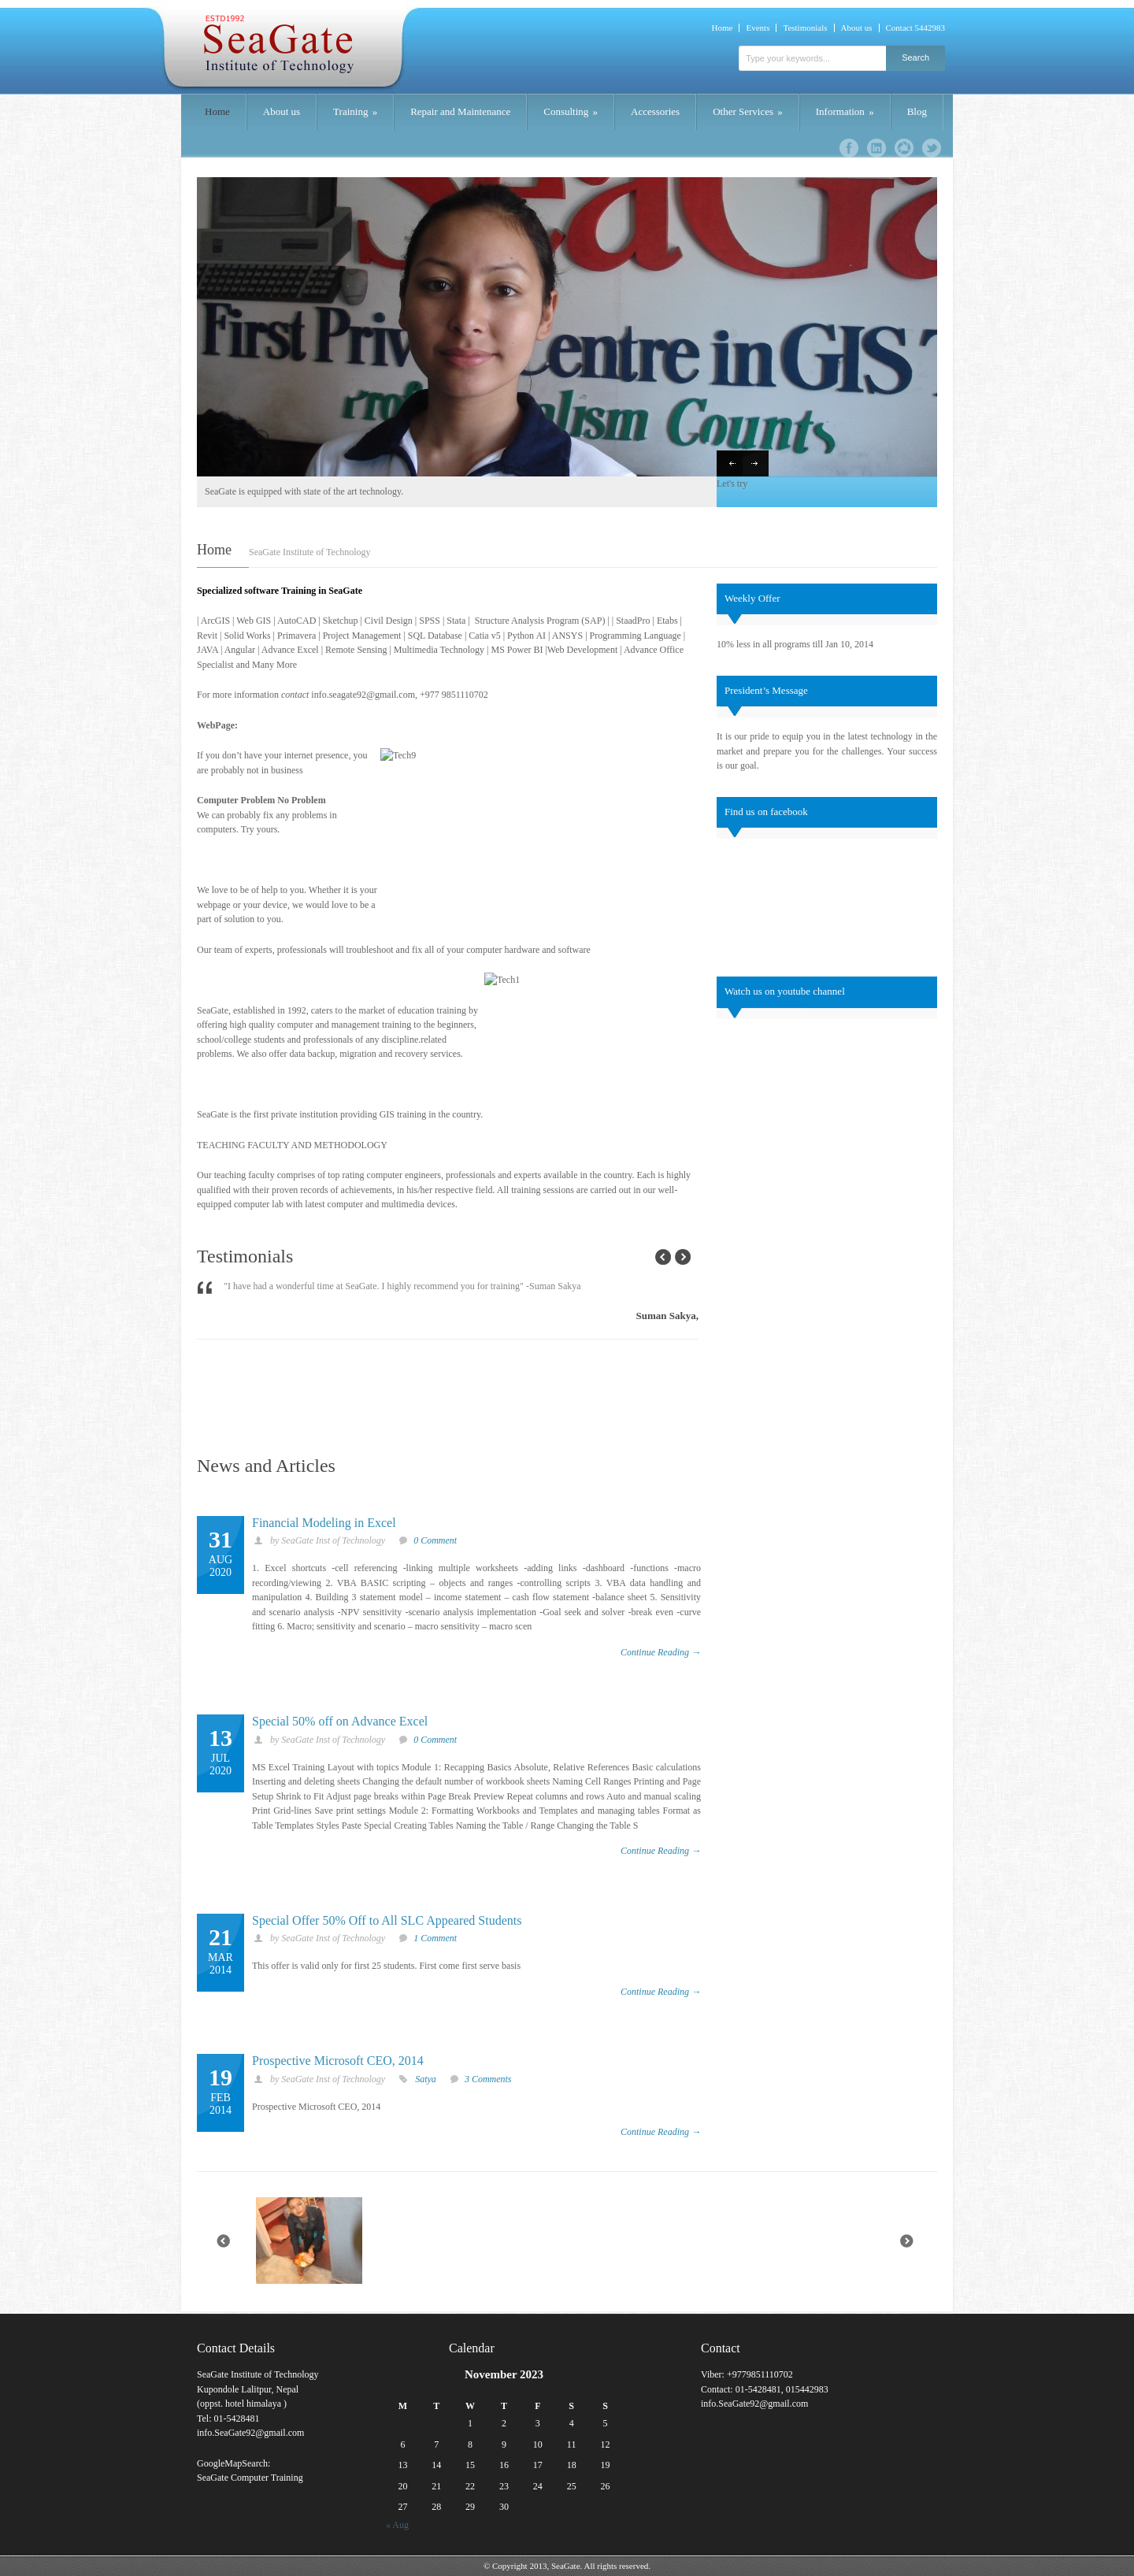 ESTD1992
SeaGate
Institute of Technology
Home | Events | Testimonials | About us | Contact 5442983
Type your keywords...
Search
Home
About us
Training »
Repair and Maintenance
Consulting »
Accessories
Other Services »
Information »
Blog
First Private Centre in GIS T
Professionalism Counts
SeaGate is equipped with state of the art technology.
Let's try
Home
SeaGate Institute of Technology
Specialized software Training in SeaGate
| ArcGIS | Web GIS | AutoCAD | Sketchup | Civil Design | SPSS | Stata | Structure Analysis Program (SAP) | | StaadPro | Etabs |
Revit | Solid Works | Primavera | Project Management | SQL Database | Catia v5 | Python AI | ANSYS | Programming Language |
JAVA | Angular | Advance Excel | Remote Sensing | Multimedia Technology | MS Power BI |Web Development | Advance Office
Specialist and Many More
For more information contact info.seagate92@gmail.com, +977 9851110702
WebPage:
If you don’t have your internet presence, you
are probably not in business
Tech9
Computer Problem No Problem
We can probably fix any problems in
computers. Try yours.
We love to be of help to you. Whether it is your
webpage or your device, we would love to be a
part of solution to you.
Our team of experts, professionals will troubleshoot and fix all of your computer hardware and software
Tech1
SeaGate, established in 1992, caters to the market of education training by
offering high quality computer and management training to the beginners,
school/college students and professionals of any discipline.related
problems. We also offer data backup, migration and recovery services.
SeaGate is the first private institution providing GIS training in the country.
TEACHING FACULTY AND METHODOLOGY
Our teaching faculty comprises of top rating computer engineers, professionals and experts available in the country. Each is highly
qualified with their proven records of achievements, in his/her respective field. All training sessions are carried out in our well-
equipped computer lab with latest computer and multimedia devices.
Weekly Offer
10% less in all programs till Jan 10, 2014
President’s Message
It is our pride to equip you in the latest technology in the
market and prepare you for the challenges. Your success
is our goal.
Find us on facebook
Watch us on youtube channel
Testimonials
"I have had a wonderful time at SeaGate. I highly recommend you for training" -Suman Sakya
Suman Sakya,
News and Articles
31
AUG
2020
Financial Modeling in Excel
by SeaGate Inst of Technology 0 Comment
1. Excel shortcuts -cell referencing -linking multiple worksheets -adding links -dashboard -functions -macro
recording/viewing 2. VBA BASIC scripting – objects and ranges -controlling scripts 3. VBA data handling and
manipulation 4. Building 3 statement model – income statement – cash flow statement -balance sheet 5. Sensitivity
and scenario analysis -NPV sensitivity -scenario analysis implementation -Goal seek and solver -break even -curve
fitting 6. Macro; sensitivity and scenario – macro sensitivity – macro scen
Continue Reading →
13
JUL
2020
Special 50% off on Advance Excel
by SeaGate Inst of Technology 0 Comment
MS Excel Training Layout with topics Module 1: Recapping Basics Absolute, Relative References Basic calculations
Inserting and deleting sheets Changing the default number of workbook sheets Naming Cell Ranges Printing and Page
Setup Shrink to Fit Adjust page breaks within Page Break Preview Repeat columns and rows Auto and manual scaling
Print Grid-lines Save print settings Module 2: Formatting Workbooks and Templates and managing tables Format as
Table Templates Styles Paste Special Creating Tables Naming the Table / Range Changing the Table S
Continue Reading →
21
MAR
2014
Special Offer 50% Off to All SLC Appeared Students
by SeaGate Inst of Technology 1 Comment
This offer is valid only for first 25 students. First come first serve basis
Continue Reading →
19
FEB
2014
Prospective Microsoft CEO, 2014
by SeaGate Inst of Technology Satya 3 Comments
Prospective Microsoft CEO, 2014
Continue Reading →
Contact Details
SeaGate Institute of Technology
Kupondole Lalitpur, Nepal
(oppst. hotel himalaya )
Tel: 01-5428481
info.SeaGate92@gmail.com
GoogleMapSearch:
SeaGate Computer Training
Calendar
November 2023
M T W T F S S
1 2 3 4 5
6 7 8 9 10 11 12
13 14 15 16 17 18 19
20 21 22 23 24 25 26
27 28 29 30
« Aug
Contact
Viber: +9779851110702
Contact: 01-5428481, 015442983
info.SeaGate92@gmail.com
© Copyright 2013, SeaGate. All rights reserved.